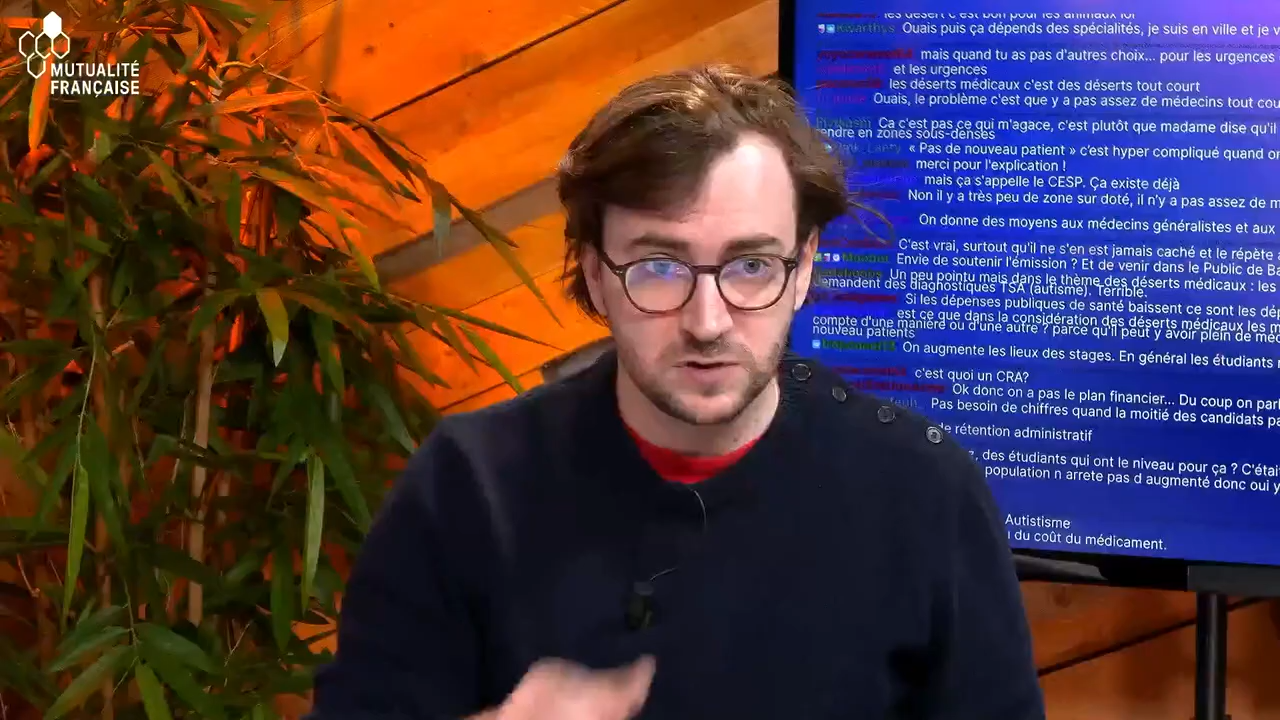 MUTUALITÉ
FRANÇAISE
les désert c'est bon pour les animaux lol
Ouais puis ça dépends des spécialités, je suis en ville et je v
mais quand tu as pas d'autres choix... pour les urgences
et les urgences
les déserts médicaux c'est des déserts tout court
Ouais, le problème c'est que y a pas assez de médecins tout cou
Ca c'est pas ce qui m'agace, c'est plutôt que madame dise qu'il
rendre en zones sous-denses
« Pas de nouveau patient » c'est hyper compliqué quand on
merci pour l'explication !
mais ça s'appelle le CESP. Ça existe déjà
Non il y a très peu de zone sur doté, il n'y a pas assez de m
On donne des moyens aux médecins généralistes et aux
C'est vrai, surtout qu'il ne s'en est jamais caché et le répète à
Envie de soutenir l'émission ? Et de venir dans le Public de Ba
Un peu pointu mais dans le thème des déserts médicaux : les
demandent des diagnostiques TSA (autisme). Terrible.
Si les dépenses publiques de santé baissent ce sont les dép
est ce que dans la considération des déserts médicaux les m
compte d'une manière ou d'une autre ? parce qu'il peut y avoir plein de méd
nouveau patients
On augmente les lieux des stages. En général les étudiants
c'est quoi un CRA?
Ok donc on a pas le plan financier... Du coup on parl
Pas besoin de chiffres quand la moitié des candidats pa
de rétention administratif
des étudiants qui ont le niveau pour ça ? C'étai
population n arrete pas d augmenté donc oui y
Autistisme
du coût du médicament.